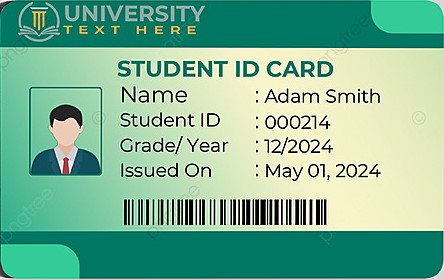 UNIVERSITY
TEXT HERE
STUDENT ID CARD
Name : Adam Smith
Student ID : 000214
Grade/ Year : 12/2024
Issued On : May 01, 2024